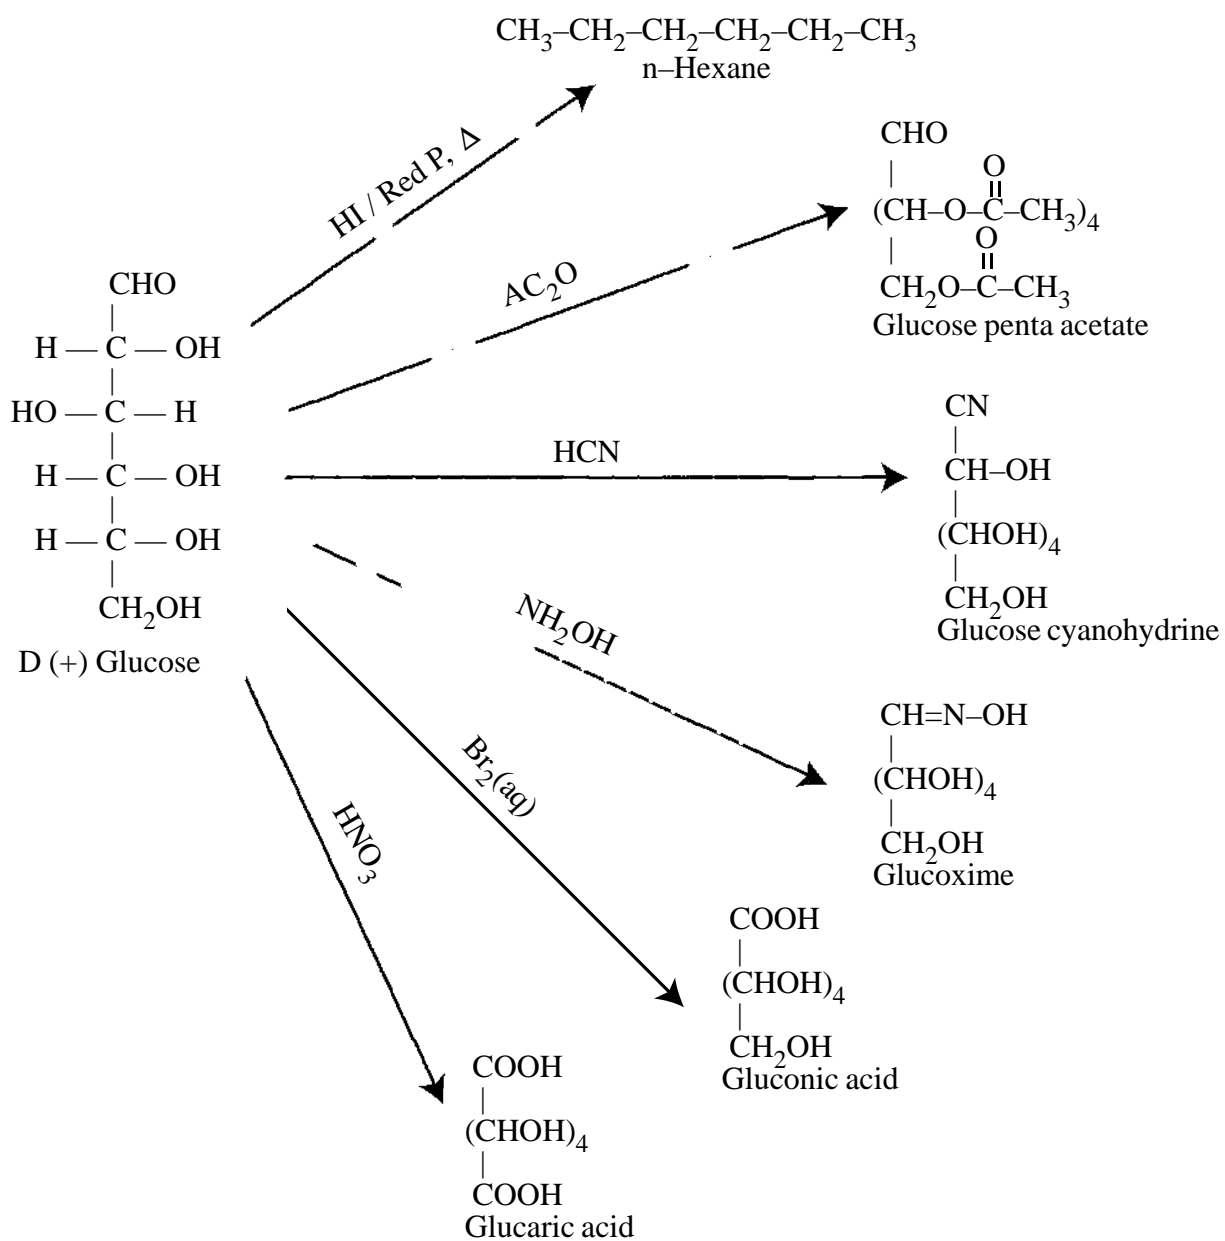 CH₃–CH₂–CH₂–CH₂–CH₂–CH₃
n–Hexane
HI / Red P, Δ
CHO
O
(CH–O–C–CH₃)₄
O
CH₂O–C–CH₃
Glucose penta acetate
AC₂O
CHO
H — C — OH
HO — C — H
H — C — OH
H — C — OH
CH₂OH
D (+) Glucose
HCN
CN
CH–OH
(CHOH)₄
CH₂OH
Glucose cyanohydrine
NH₂OH
CH=N–OH
(CHOH)₄
CH₂OH
Glucoxime
Br₂(aq)
COOH
(CHOH)₄
CH₂OH
Gluconic acid
HNO₃
COOH
(CHOH)₄
COOH
Glucaric acid